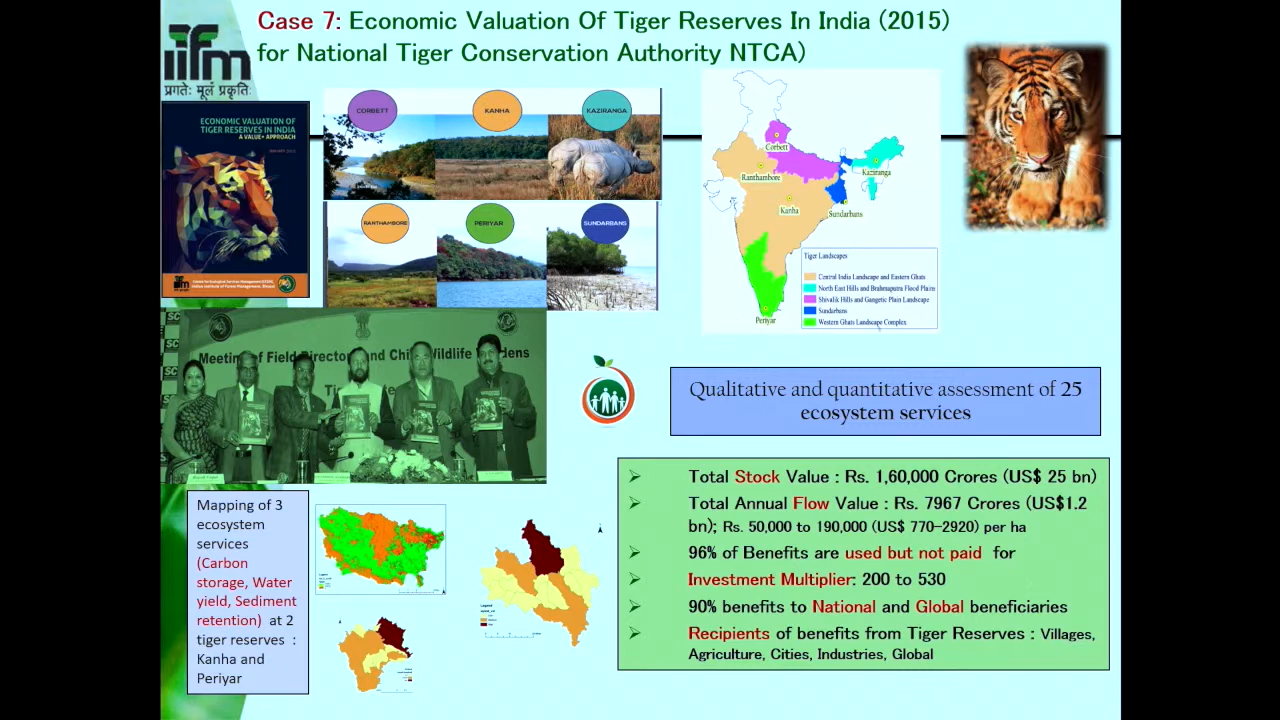 Case 7: Economic Valuation Of Tiger Reserves In India (2015)
for National Tiger Conservation Authority NTCA)
iifm
प्रगतेः मूलं प्रकृतिः
ECONOMIC VALUATION OF
TIGER RESERVES IN INDIA
A VALUE+ APPROACH
CORBETT
KANHA
KAZIRANGA
RANTHAMBORE
PERIYAR
SUNDARBANS
Corbett
Ranthambore
Kaziranga
Kanha
Sundarbans
Periyar
Tiger Landscapes
Central India Landscape and Eastern Ghats
North East Hills and Brahmaputra Flood Plains
Shivalik Hills and Gangetic Plain Landscape
Sundarbans
Western Ghats Landscape Complex
Meeting of Field Director and Chi Wildlife dens
Qualitative and quantitative assessment of 25
ecosystem services
Mapping of 3
ecosystem
services
(Carbon
storage, Water
yield, Sediment
retention) at 2
tiger reserves :
Kanha and
Periyar
Legend
Total Stock Value : Rs. 1,60,000 Crores (US$ 25 bn)
Total Annual Flow Value : Rs. 7967 Crores (US$1.2
bn); Rs. 50,000 to 190,000 (US$ 770-2920) per ha
96% of Benefits are used but not paid for
Investment Multiplier: 200 to 530
90% benefits to National and Global beneficiaries
Recipients of benefits from Tiger Reserves : Villages,
Agriculture, Cities, Industries, Global